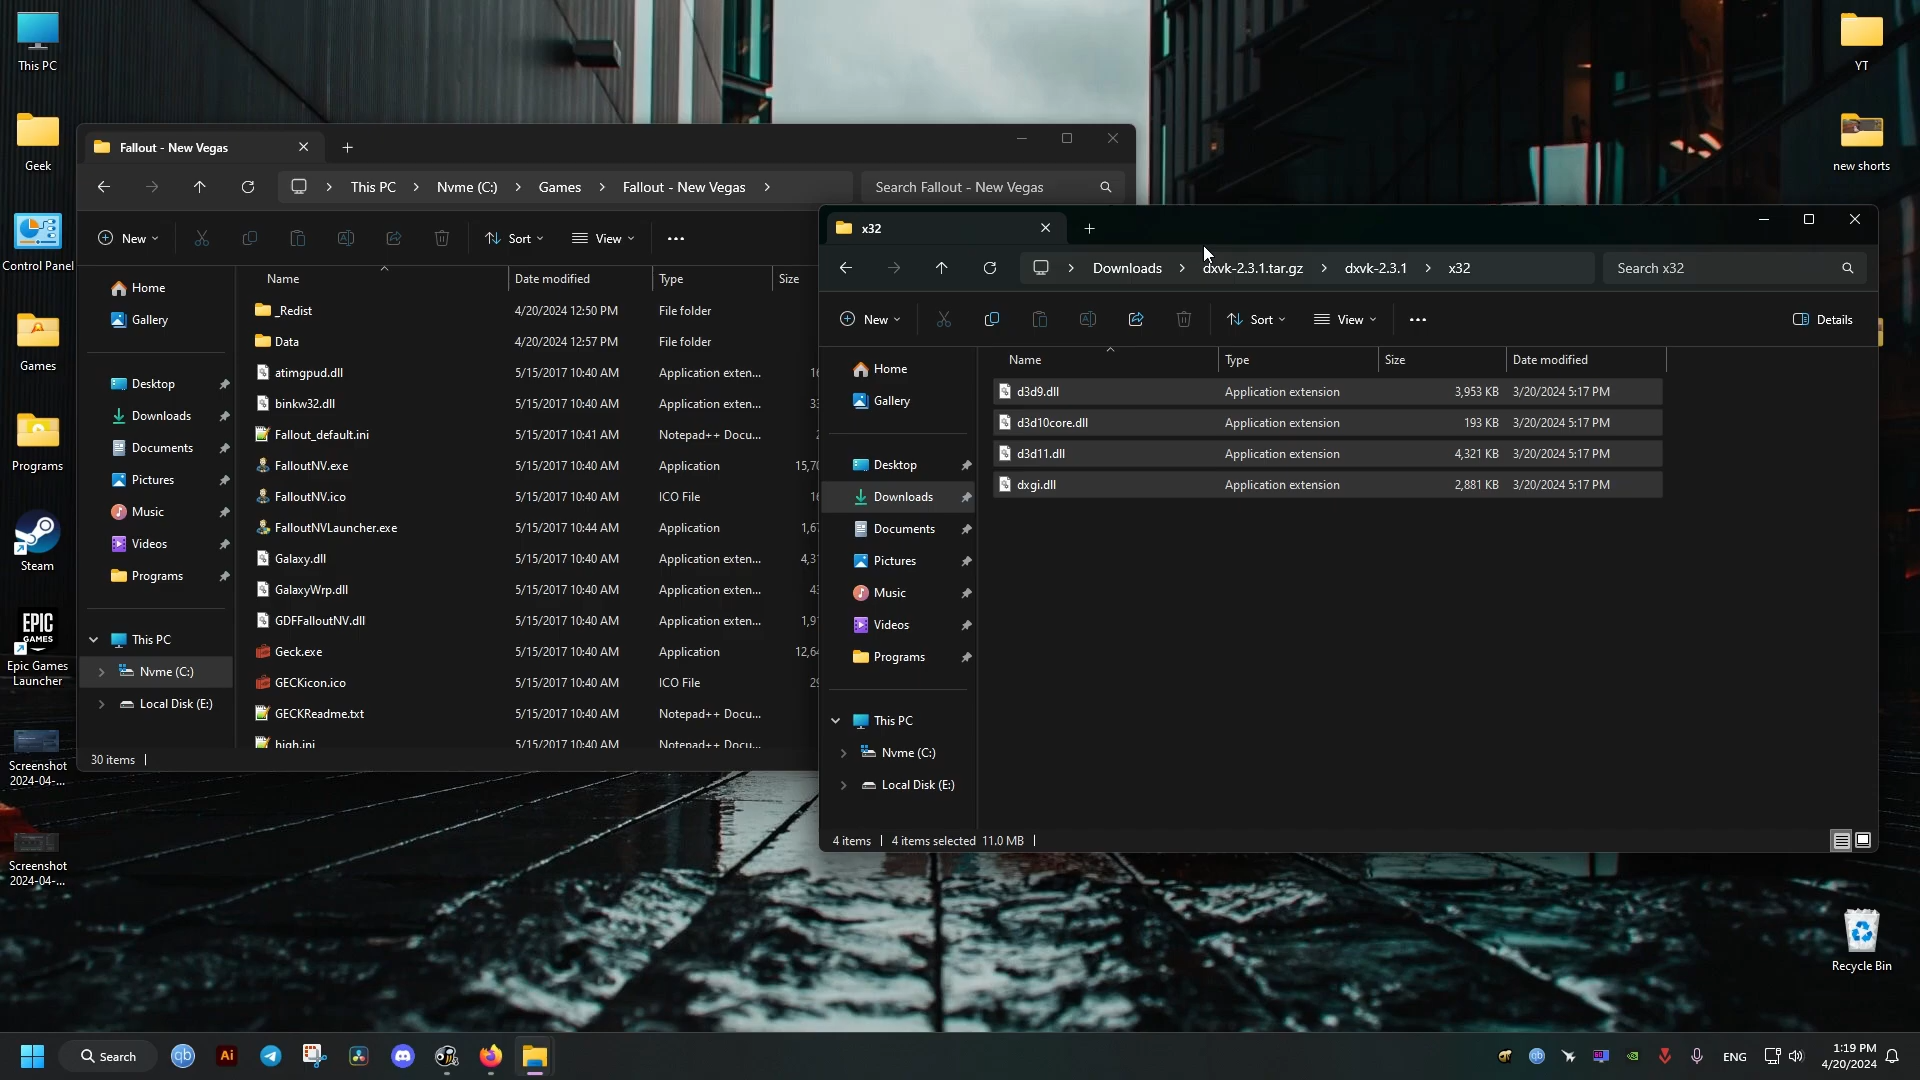 This PC
Geek
Control Panel
Games
Programs
Steam
EPIC
GAMES
Epic Games
Launcher
Screenshot
2024-04-...
Screenshot
2024-04-...
YT
new shorts
Recycle Bin
Fallout - New Vegas
This PC > Nvme (C:) > Games > Fallout - New Vegas >
Search Fallout - New Vegas
New
Sort
View
Name Date modified Type Size
Home
Gallery
Desktop
Downloads
Documents
Pictures
Music
Videos
Programs
This PC
Nvme (C:)
Local Disk (E:)
_Redist 4/20/2024 12:50 PM File folder
Data 4/20/2024 12:57 PM File folder
atimgpud.dll 5/15/2017 10:40 AM Application exten...
binkw32.dll 5/15/2017 10:40 AM Application exten...
Fallout_default.ini 5/15/2017 10:41 AM Notepad++ Docu...
FalloutNV.exe 5/15/2017 10:40 AM Application 15,70
FalloutNV.ico 5/15/2017 10:40 AM ICO File
FalloutNVLauncher.exe 5/15/2017 10:44 AM Application 1,67
Galaxy.dll 5/15/2017 10:40 AM Application exten... 4,31
GalaxyWrp.dll 5/15/2017 10:40 AM Application exten... 43
GDFFalloutNV.dll 5/15/2017 10:40 AM Application exten... 1,91
Geck.exe 5/15/2017 10:40 AM Application 12,64
GECKicon.ico 5/15/2017 10:40 AM ICO File 29
GECKReadme.txt 5/15/2017 10:40 AM Notepad++ Docu...
high.ini 5/15/2017 10:40 AM Notepad++ Docu...
30 items
x32
Downloads > dxvk-2.3.1.tar.gz > dxvk-2.3.1 > x32
Search x32
New
Sort
View
Details
Name Type Size Date modified
Home
Gallery
Desktop
Downloads
Documents
Pictures
Music
Videos
Programs
This PC
Nvme (C:)
Local Disk (E:)
d3d9.dll Application extension 3,953 KB 3/20/2024 5:17 PM
d3d10core.dll Application extension 193 KB 3/20/2024 5:17 PM
d3d11.dll Application extension 4,321 KB 3/20/2024 5:17 PM
dxgi.dll Application extension 2,881 KB 3/20/2024 5:17 PM
4 items 4 items selected 11.0 MB
Search
qb
Ai
ENG
1:19 PM
4/20/2024